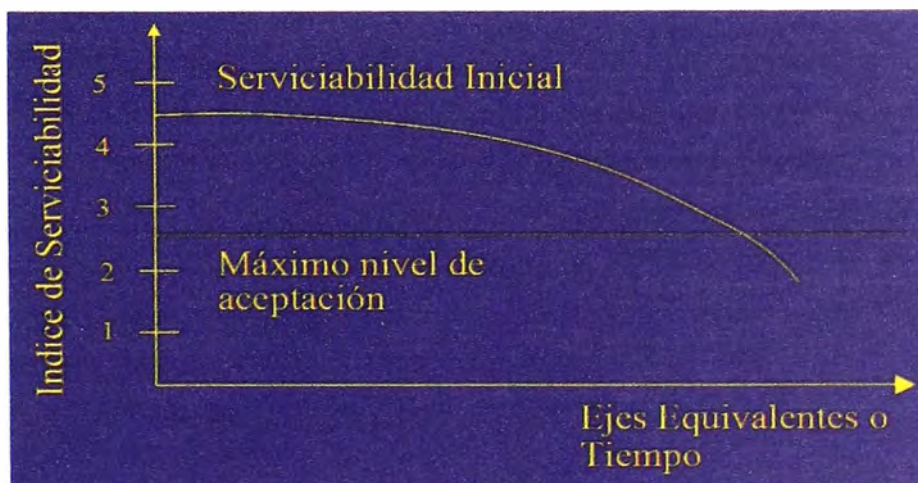 Indice de Serviciabilidad
5
4
3
2
1
Serviciabilidad Inicial
Máximo nivel de
aceptación
Ejes Equivalentes o
Tiempo